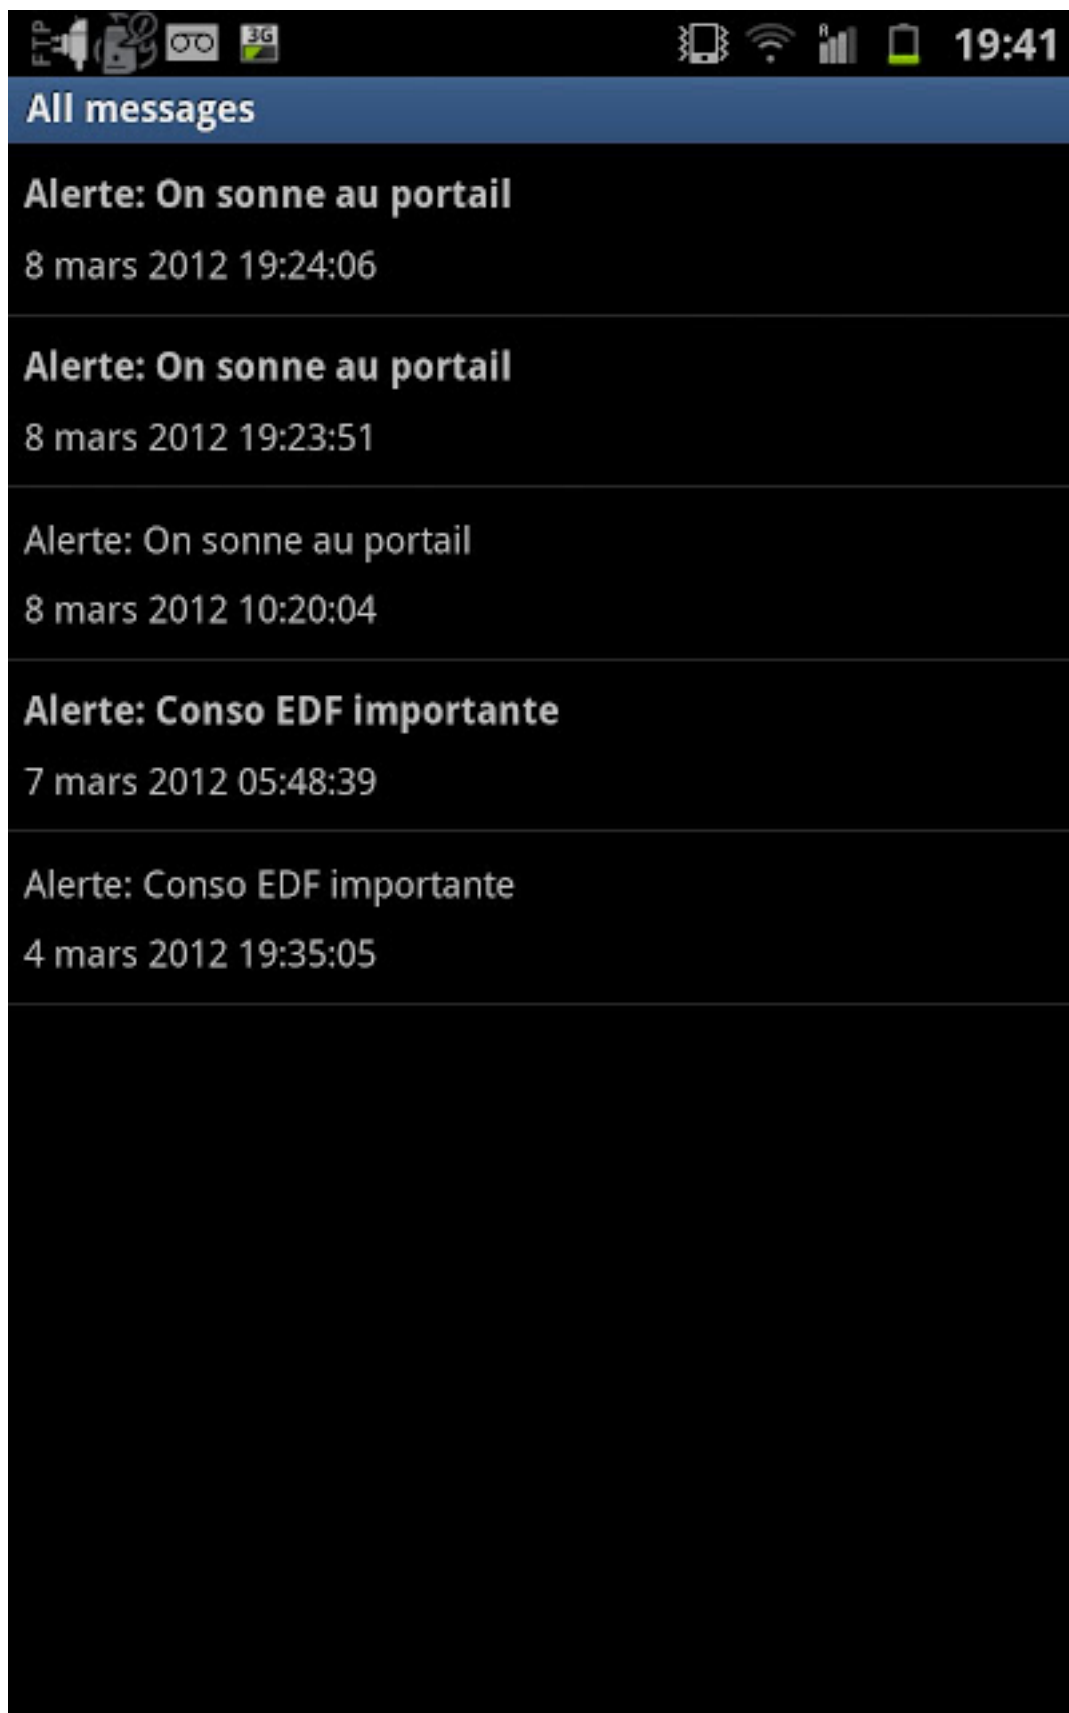 FTP
3G
R
19:41
All messages
Alerte: On sonne au portail
8 mars 2012 19:24:06
Alerte: On sonne au portail
8 mars 2012 19:23:51
Alerte: On sonne au portail
8 mars 2012 10:20:04
Alerte: Conso EDF importante
7 mars 2012 05:48:39
Alerte: Conso EDF importante
4 mars 2012 19:35:05